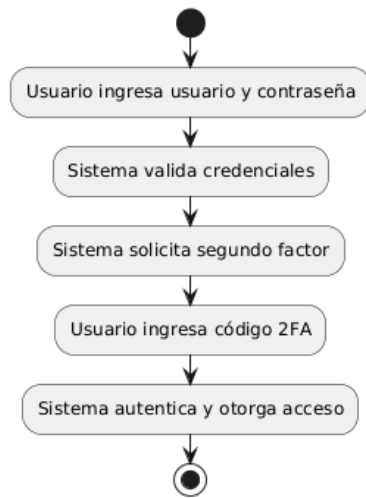 Usuario ingresa usuario y contraseña
Sistema valida credenciales
Sistema solicita segundo factor
Usuario ingresa código 2FA
Sistema autentica y otorga acceso